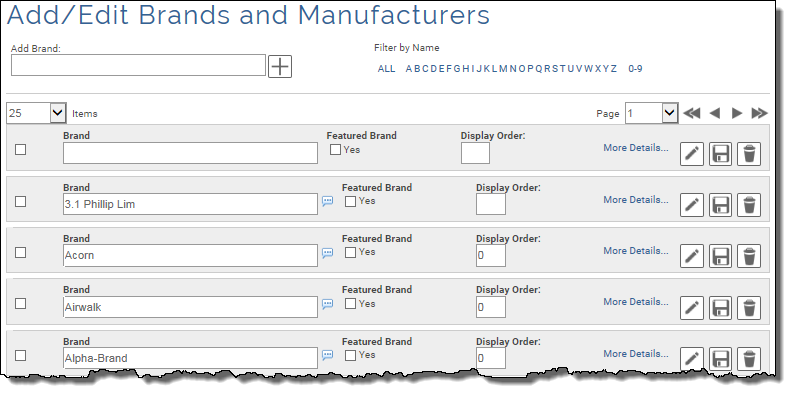 Add/Edit Brands and Manufacturers
Add Brand:
Filter by Name
ALL A B C D E F G H I J K L M N O P Q R S T U V W X Y Z 0-9
25 Items Page 1
Brand Featured Brand Display Order:
Yes More Details...
Brand Featured Brand Display Order:
3.1 Phillip Lim Yes More Details...
Brand Featured Brand Display Order:
Acorn Yes 0 More Details...
Brand Featured Brand Display Order:
Airwalk Yes 0 More Details...
Brand Featured Brand Display Order:
Alpha-Brand Yes 0 More Details...